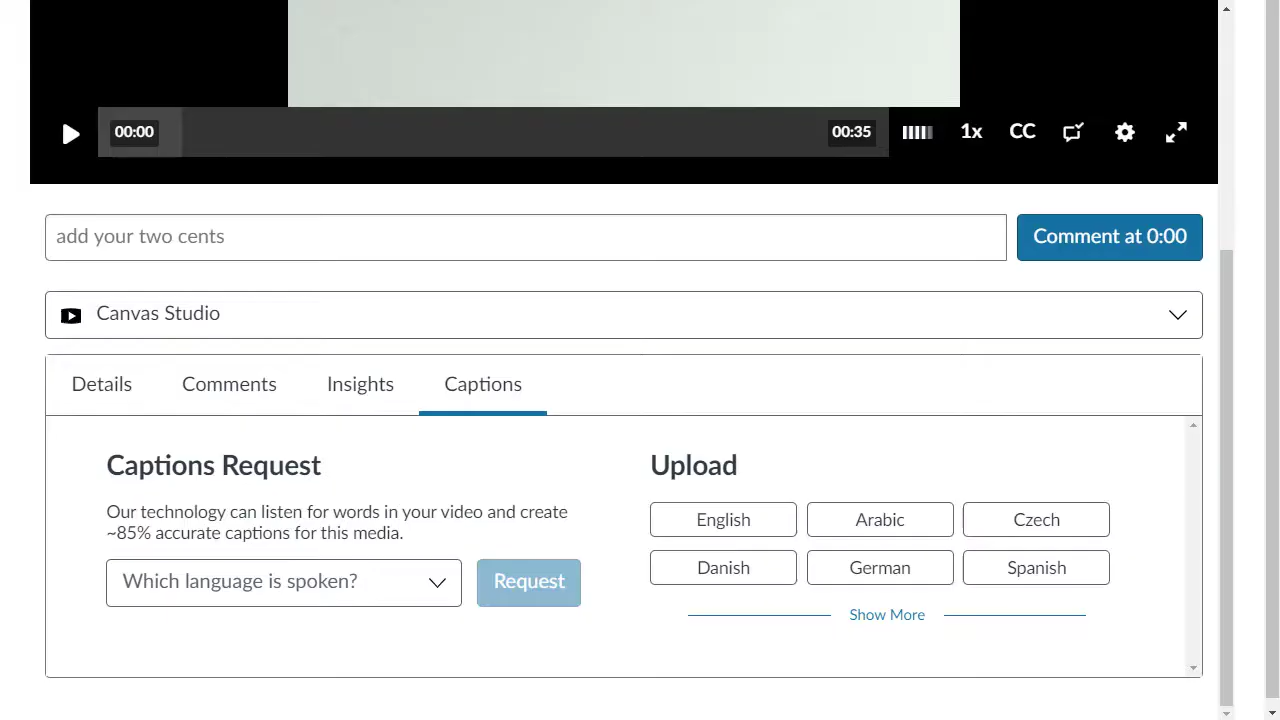 00:00
00:35
1x
CC
add your two cents
Comment at 0:00
Canvas Studio
Details
Comments
Insights
Captions
Captions Request
Our technology can listen for words in your video and create
~85% accurate captions for this media.
Which language is spoken?
Request
Upload
English
Arabic
Czech
Danish
German
Spanish
Show More